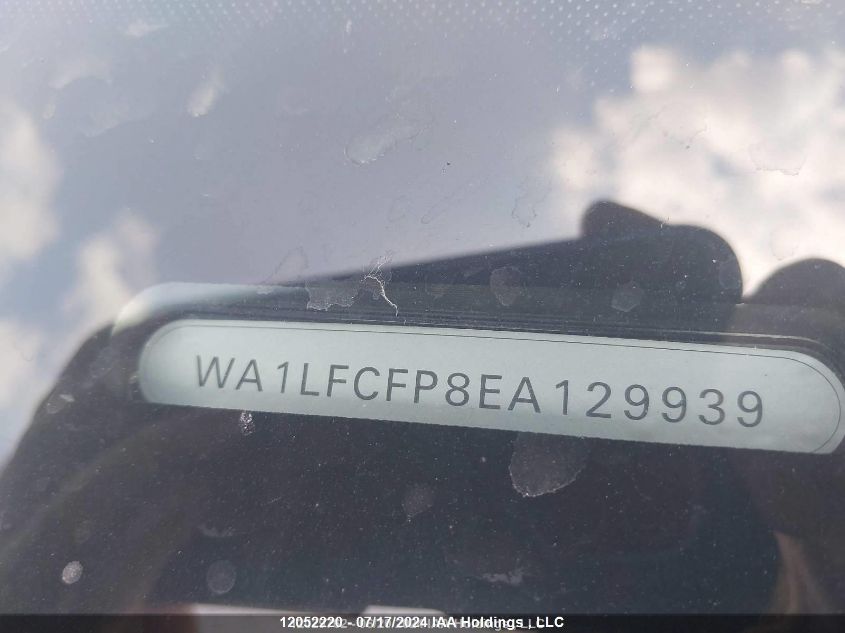 WA1LFCFP8EA129939
12052220 - 07/17/2024 IAA Holdings , LLC